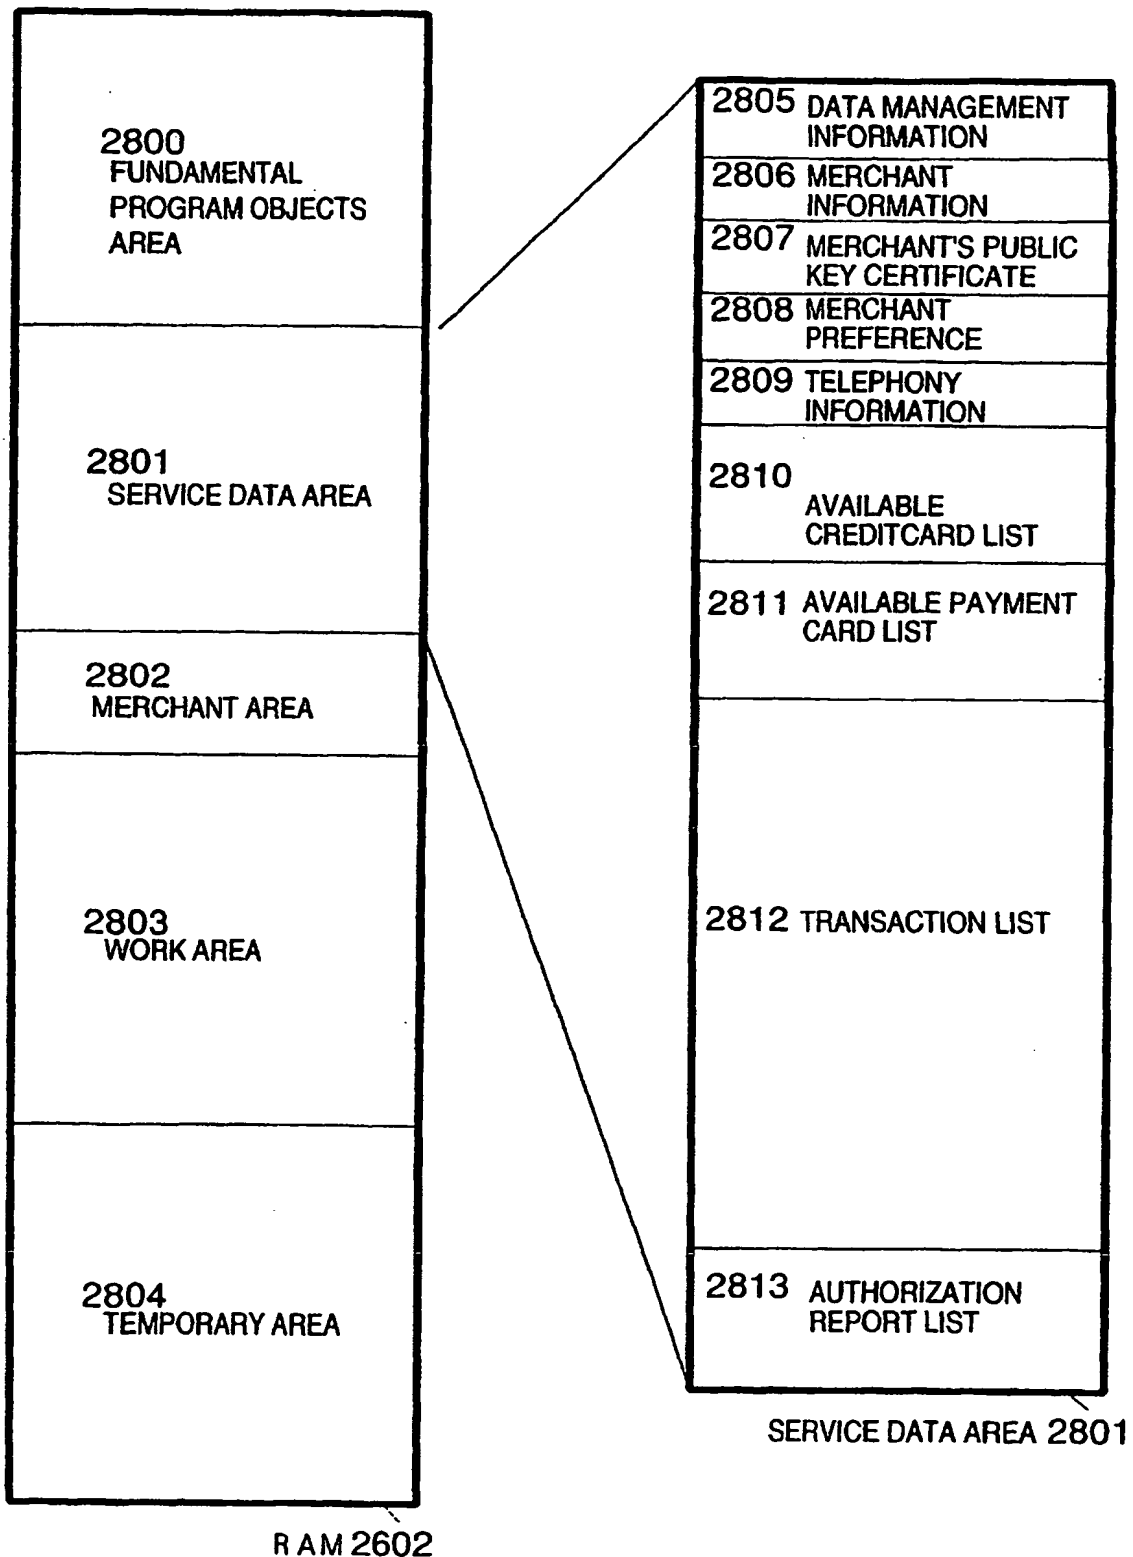 2800
FUNDAMENTAL
PROGRAM OBJECTS
AREA
2801
SERVICE DATA AREA
2802
MERCHANT AREA
2803
WORK AREA
2804
TEMPORARY AREA
RAM 2602
2805 DATA MANAGEMENT
INFORMATION
2806 MERCHANT
INFORMATION
2807 MERCHANT'S PUBLIC
KEY CERTIFICATE
2808 MERCHANT
PREFERENCE
2809 TELEPHONY
INFORMATION
2810
AVAILABLE
CREDITCARD LIST
2811 AVAILABLE PAYMENT
CARD LIST
2812 TRANSACTION LIST
2813 AUTHORIZATION
REPORT LIST
SERVICE DATA AREA 2801